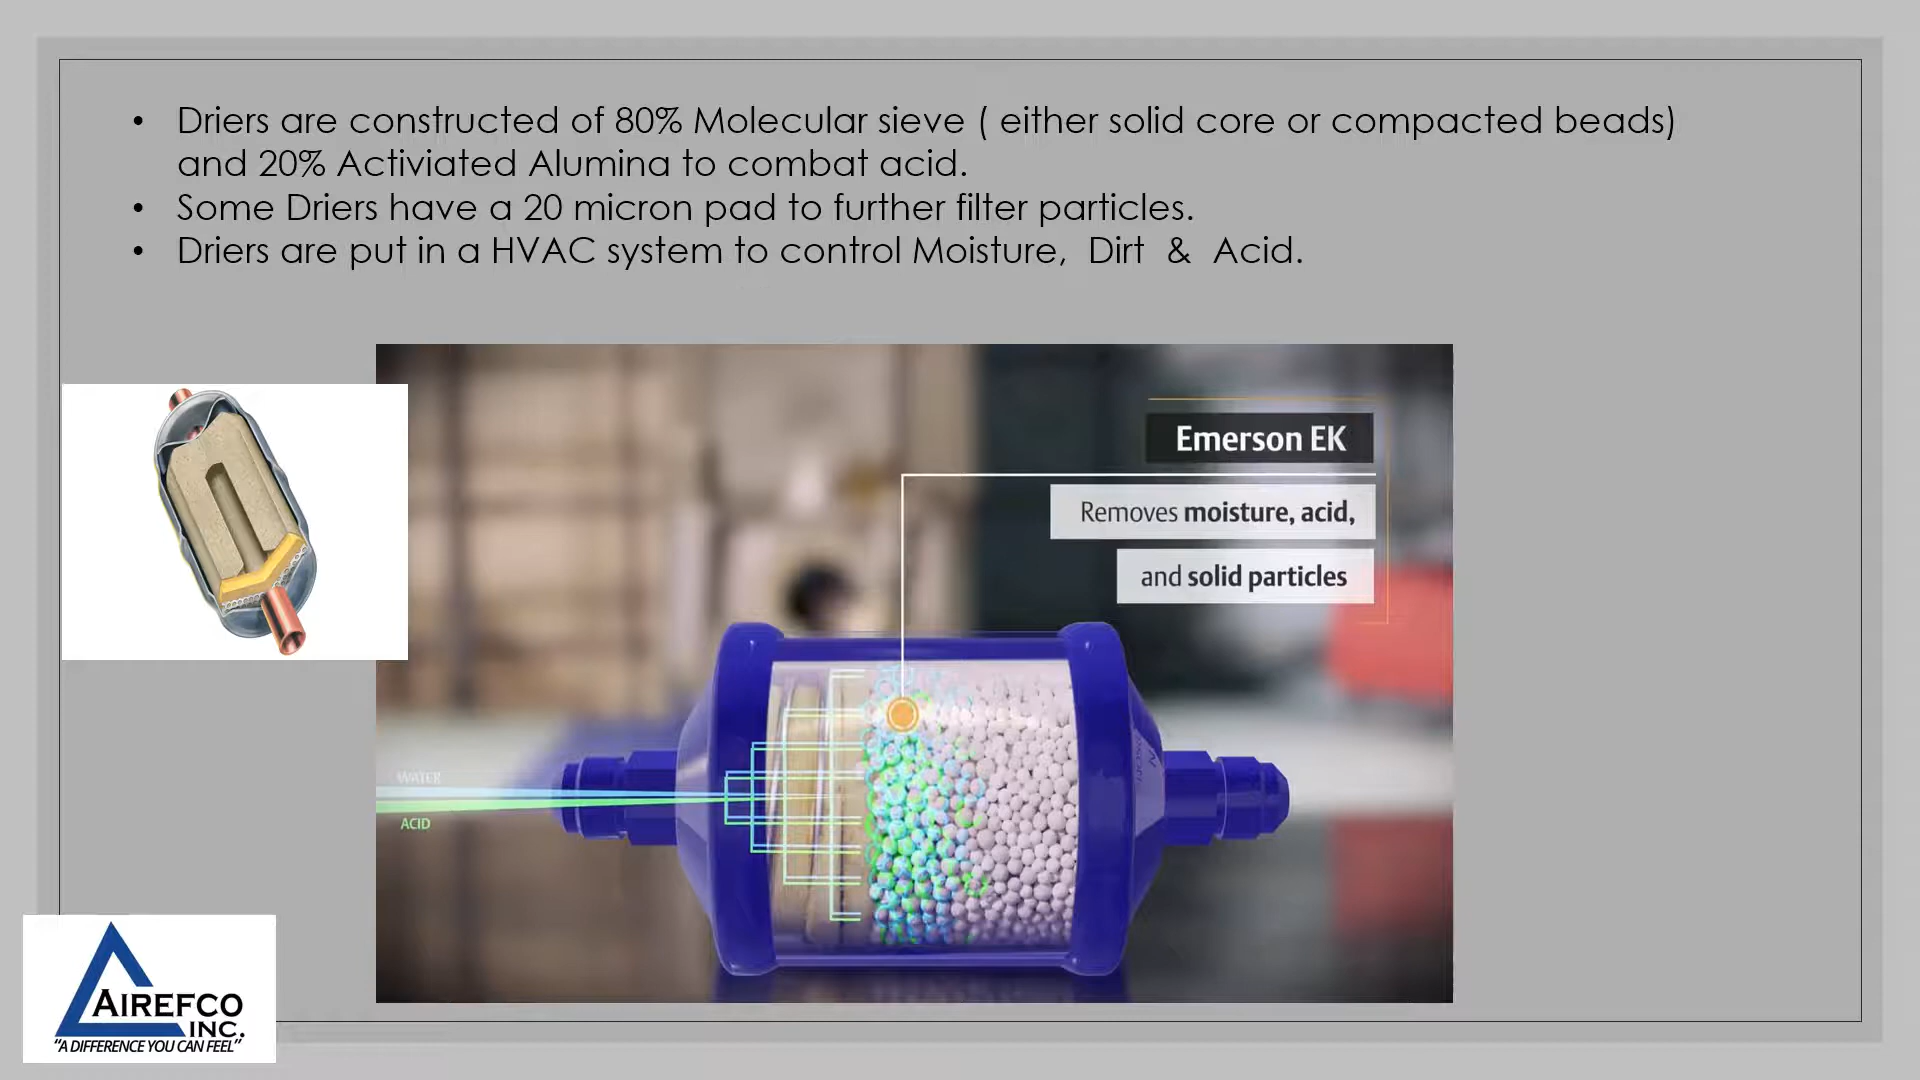 • Driers are constructed of 80% Molecular sieve ( either solid core or compacted beads)
and 20% Activiated Alumina to combat acid.
• Some Driers have a 20 micron pad to further filter particles.
• Driers are put in a HVAC system to control Moisture, Dirt & Acid.
Emerson EK
Removes moisture, acid,
and solid particles
WATER
ACID
AIREFCO
INC.
"A DIFFERENCE YOU CAN FEEL"